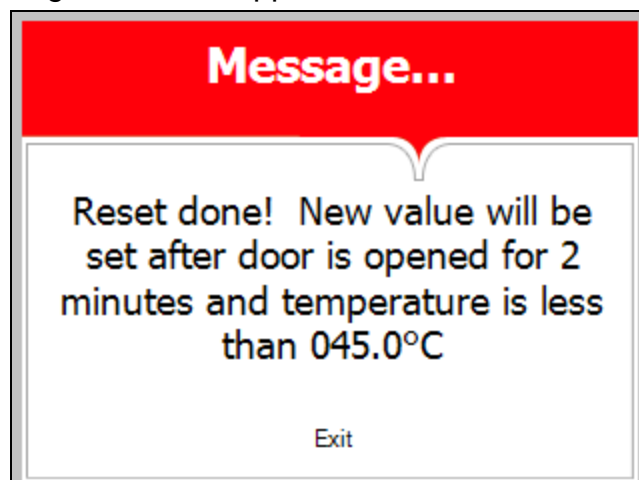 Message...
Reset done!  New value will be
set after door is opened for 2
minutes and temperature is less
than 045.0°C
Exit